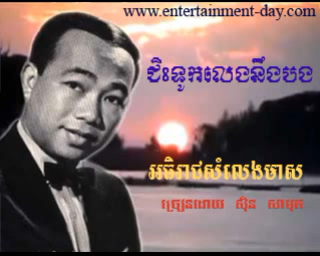 www.entertainment-day.com
ជិះទូកលេងនឹងបង
អធិរាជសំលេងមាស
ច្រៀងដោយ ស៊ីន សាមុត